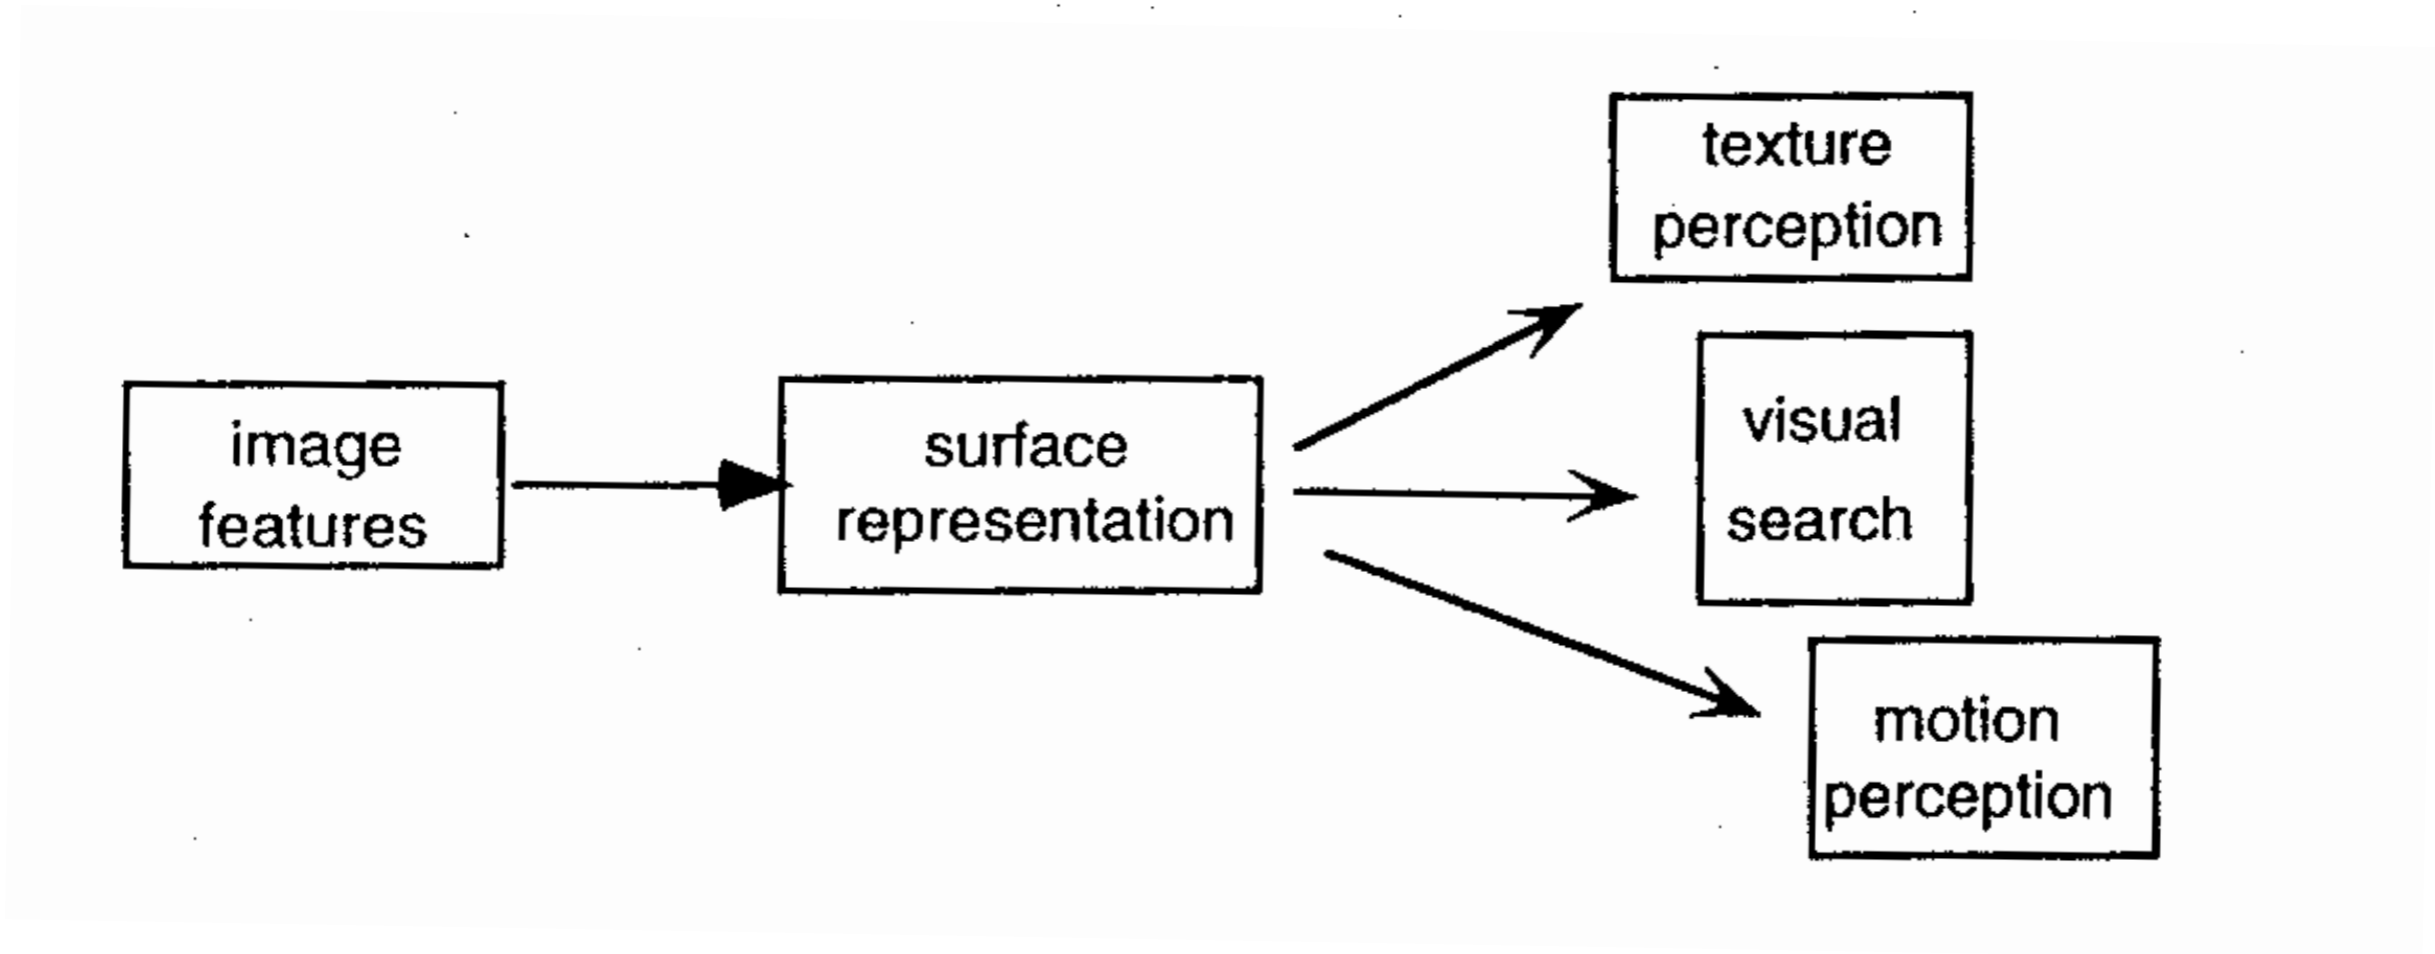 image
features
surface
representation
texture
perception
visual
search
motion
perception